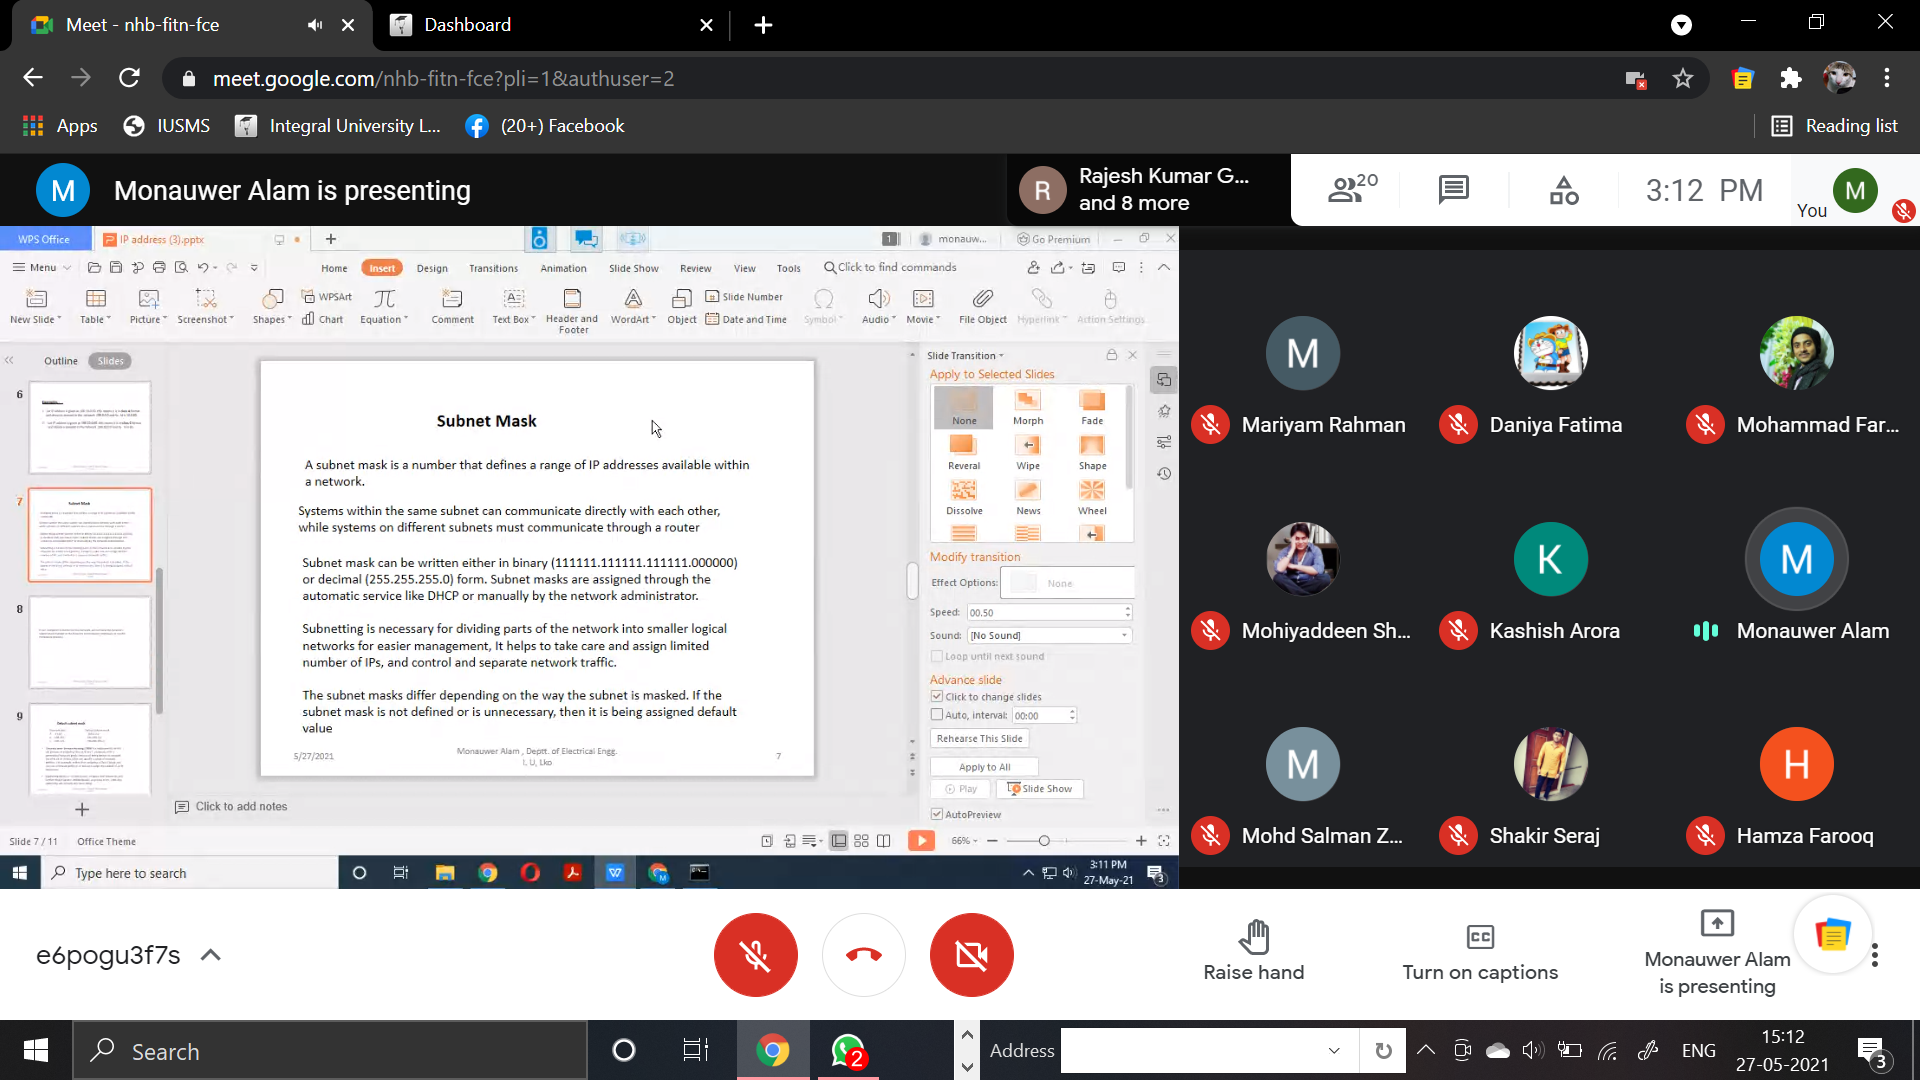 Meet - nhb-fitn-fce
Dashboard
meet.google.com/nhb-fitn-fce?pli=1&authuser=2
Apps
IUSMS
Integral University L...
(20+) Facebook
Reading list
M
Monauwer Alam is presenting
R
Rajesh Kumar G...
and 8 more
20
3:12 PM
You
M
WPS Office
IP address (3).pptx
1
monauw...
Go Premium
Menu
Home
Insert
Design
Transitions
Animation
Slide Show
Review
View
Tools
Click to find commands
New Slide
Table
Picture
Screenshot
Shapes
WPSArt
Chart
Equation
Comment
Text Box
Header and
Footer
WordArt
Object
Slide Number
Date and Time
Symbol
Audio
Movie
File Object
Hyperlink
Action Settings
Outline
Slides
6
7
Subnet Mask
8
9
Default subnet mask
Subnet Mask
A subnet mask is a number that defines a range of IP addresses available within
a network.
Systems within the same subnet can communicate directly with each other,
while systems on different subnets must communicate through a router
Subnet mask can be written either in binary (111111.111111.111111.000000)
or decimal (255.255.255.0) form. Subnet masks are assigned through the
automatic service like DHCP or manually by the network administrator.
Subnetting is necessary for dividing parts of the network into smaller logical
networks for easier management, It helps to take care and assign limited
number of IPs, and control and separate network traffic.
The subnet masks differ depending on the way the subnet is masked. If the
subnet mask is not defined or is unnecessary, then it is being assigned default
value
5/27/2021
Monauwer Alam , Deptt. of Electrical Engg.
I. U, Lko
7
Click to add notes
Slide Transition
Apply to Selected Slides
None
Morph
Fade
Reveral
Wipe
Shape
Dissolve
News
Wheel
Modify transition
Effect Options:
None
Speed:
00.50
Sound:
[No Sound]
Loop until next sound
Advance slide
Click to change slides
Auto, interval:
00:00
Rehearse This Slide
Apply to All
Play
Slide Show
AutoPreview
Slide 7 / 11
Office Theme
66%
Type here to search
W
M
3:11 PM
27-May-21
3
M
Mariyam Rahman
Daniya Fatima
Mohammad Far...
Mohiyaddeen Sh...
K
Kashish Arora
M
Monauwer Alam
M
Mohd Salman Z...
Shakir Seraj
H
Hamza Farooq
e6pogu3f7s
Raise hand
CC
Turn on captions
Monauwer Alam
is presenting
Search
2
Address
ENG
15:12
27-05-2021
3